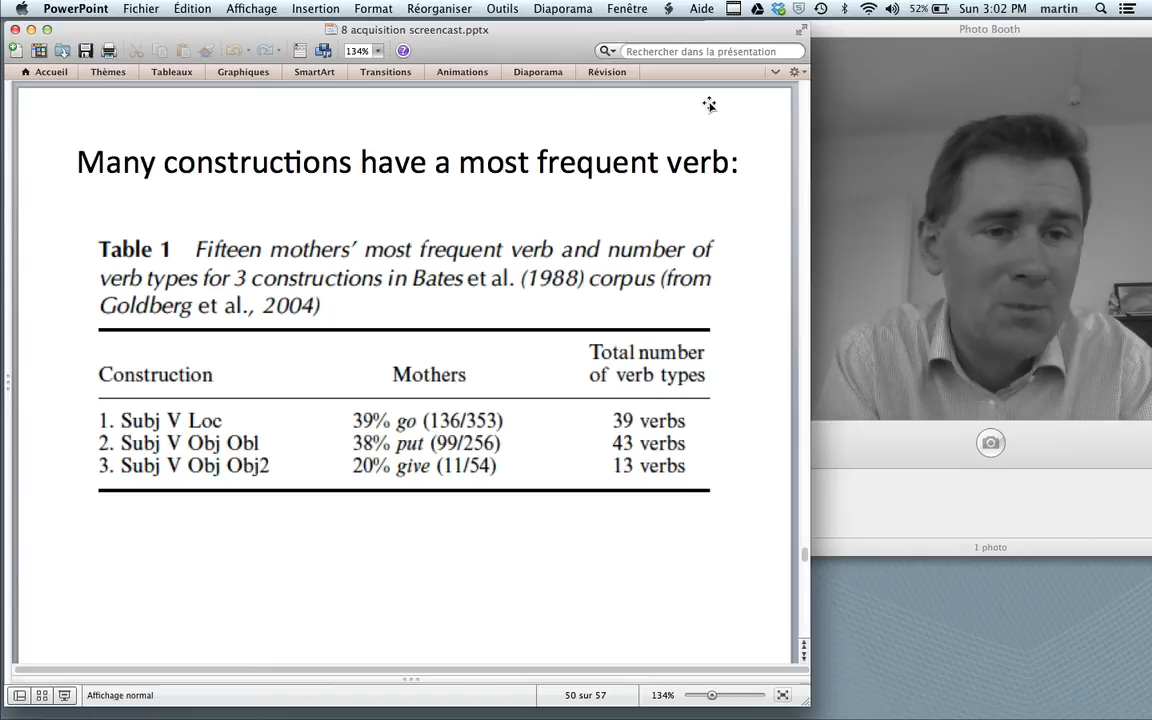 PowerPoint Fichier Édition Affichage Insertion Format Réorganiser Outils Diaporama Fenêtre Aide 52% Sun 3:02 PM martin
8 acquisition screencast.pptx
134% Rechercher dans la présentation
Accueil Thèmes Tableaux Graphiques SmartArt Transitions Animations Diaporama Révision
Many constructions have a most frequent verb:
Table 1 Fifteen mothers' most frequent verb and number of
verb types for 3 constructions in Bates et al. (1988) corpus (from
Goldberg et al., 2004)
Total number
Construction Mothers of verb types
1. Subj V Loc 39% go (136/353) 39 verbs
2. Subj V Obj Obl 38% put (99/256) 43 verbs
3. Subj V Obj Obj2 20% give (11/54) 13 verbs
Affichage normal 50 sur 57 134%
Photo Booth
1 photo